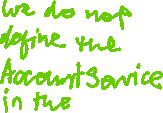 we do not
define the
AccountService
in the